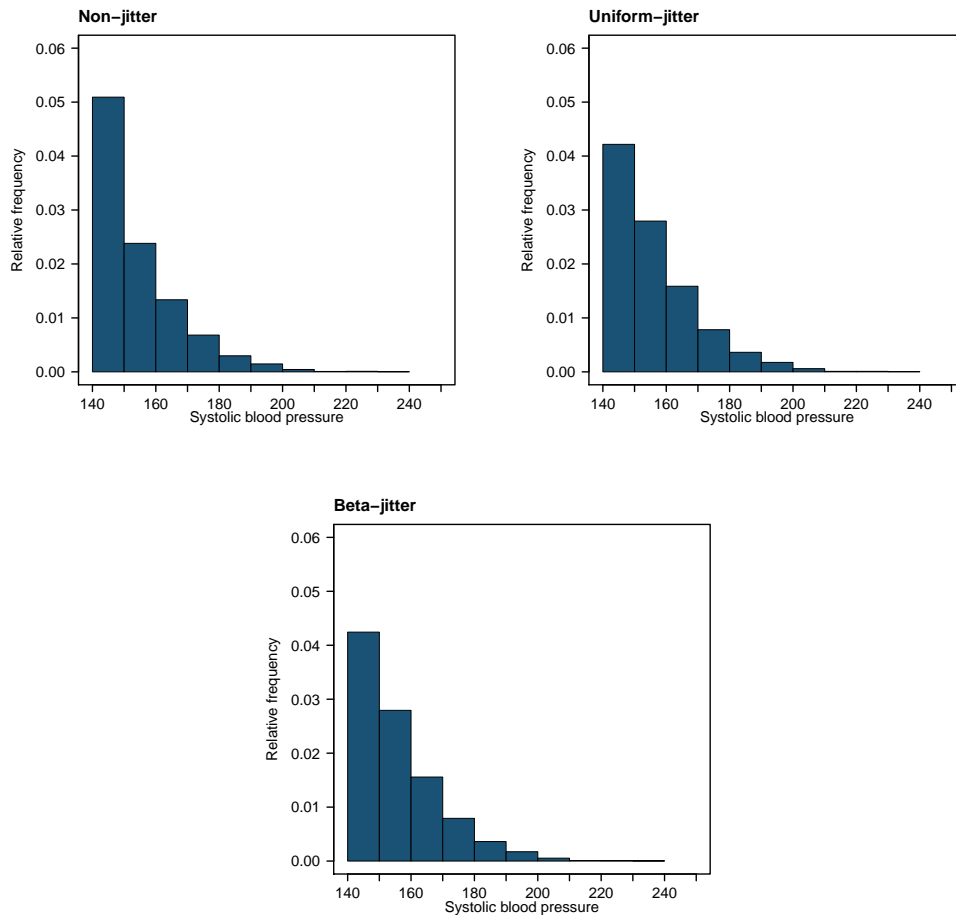 Non−jitter
Relative frequency
0.06
0.05
0.04
0.03
0.02
0.01
0.00
140 160 180 200 220 240
Systolic blood pressure
Uniform−jitter
Relative frequency
0.06
0.05
0.04
0.03
0.02
0.01
0.00
140 160 180 200 220 240
Systolic blood pressure
Beta−jitter
Relative frequency
0.06
0.05
0.04
0.03
0.02
0.01
0.00
140 160 180 200 220 240
Systolic blood pressure